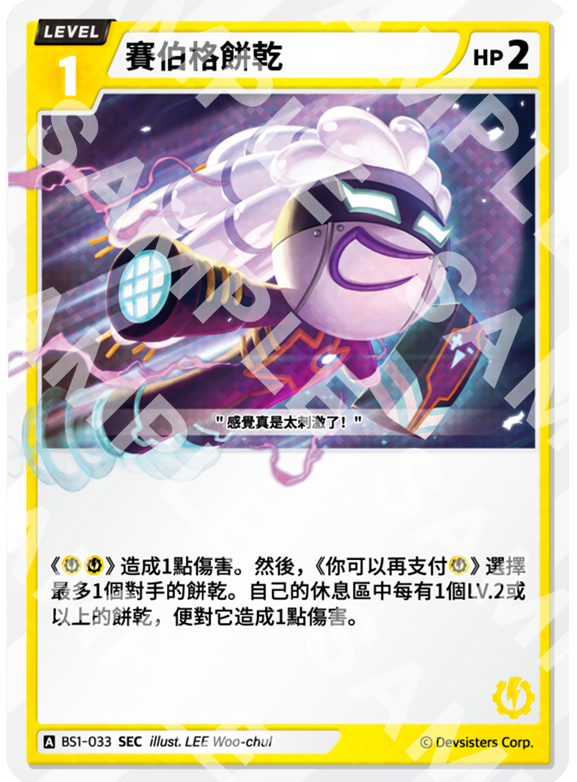 LEVEL
1
賽伯格餅乾
HP 2
"感覺真是太刺激了！"
《》造成1點傷害。然後，《你可以再支付》選擇
最多1個對手的餅乾。自己的休息區中每有1個LV.2或
以上的餅乾，便對它造成1點傷害。
A BS1-033 SEC illust. LEE Woo-chul
© Devsisters Corp.
SAMPLE